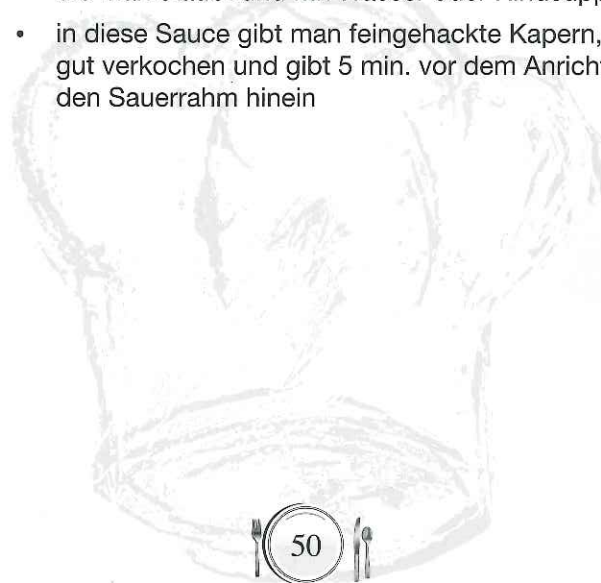 • in diese Sauce gibt man feingehackte Kapern,
gut verkochen und gibt 5 min. vor dem Anricht
den Sauerrahm hinein
50